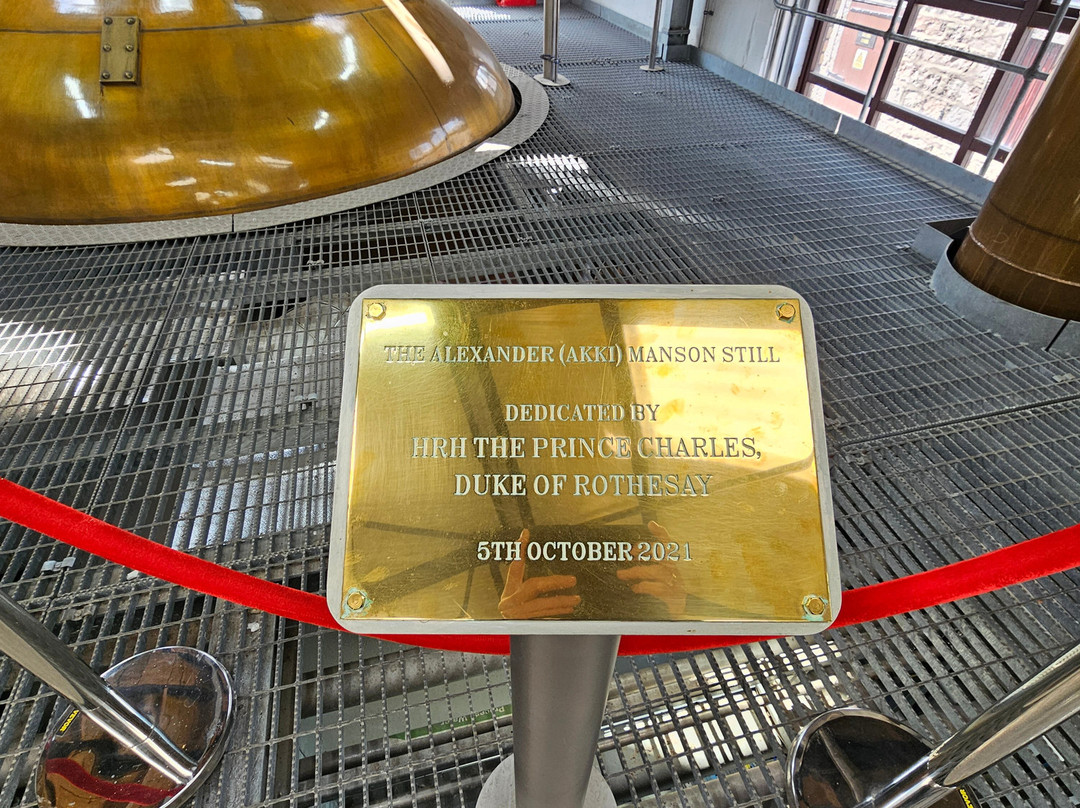 THE ALEXANDER (AKKI) MANSON STILL
DEDICATED BY
HRH THE PRINCE CHARLES,
DUKE OF ROTHESAY
5TH OCTOBER 2021